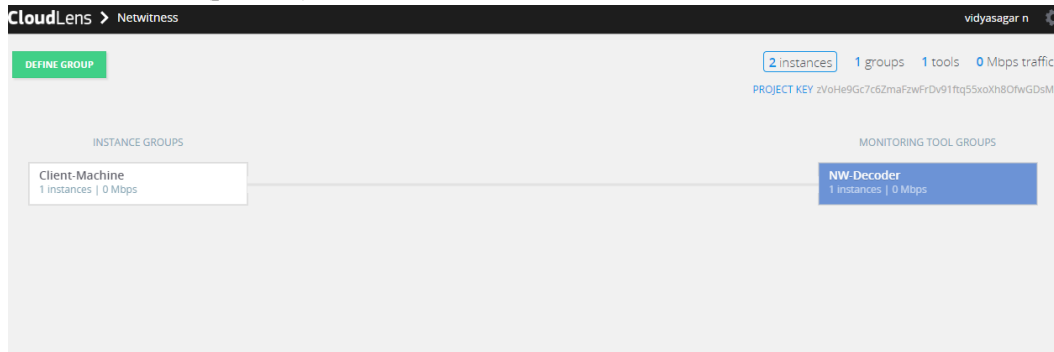 CloudLens > Netwitness vidyasagar n
DEFINE GROUP
2 instances 1 groups 1 tools 0 Mbps traffic
PROJECT KEY zVoHe9Gc7c6ZmaFzwFrDv91ftq55xoXh8OfwGDsM
INSTANCE GROUPS MONITORING TOOL GROUPS
Client-Machine NW-Decoder
1 instances | 0 Mbps 1 instances | 0 Mbps